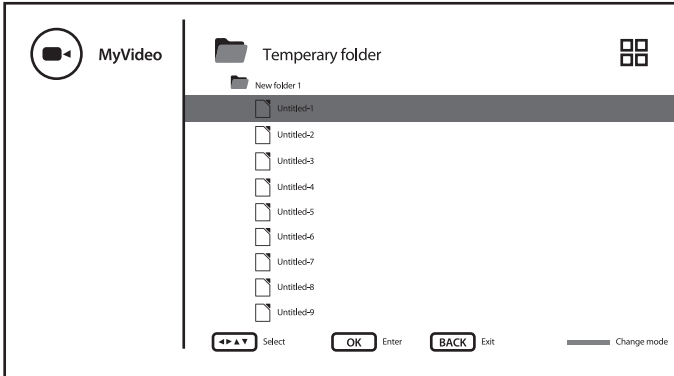 MyVideo
Temperary folder
New folder 1
Untitled-1
Untitled-2
Untitled-3
Untitled-4
Untitled-5
Untitled-6
Untitled-7
Untitled-8
Untitled-9
Select OK Enter BACK Exit Change mode